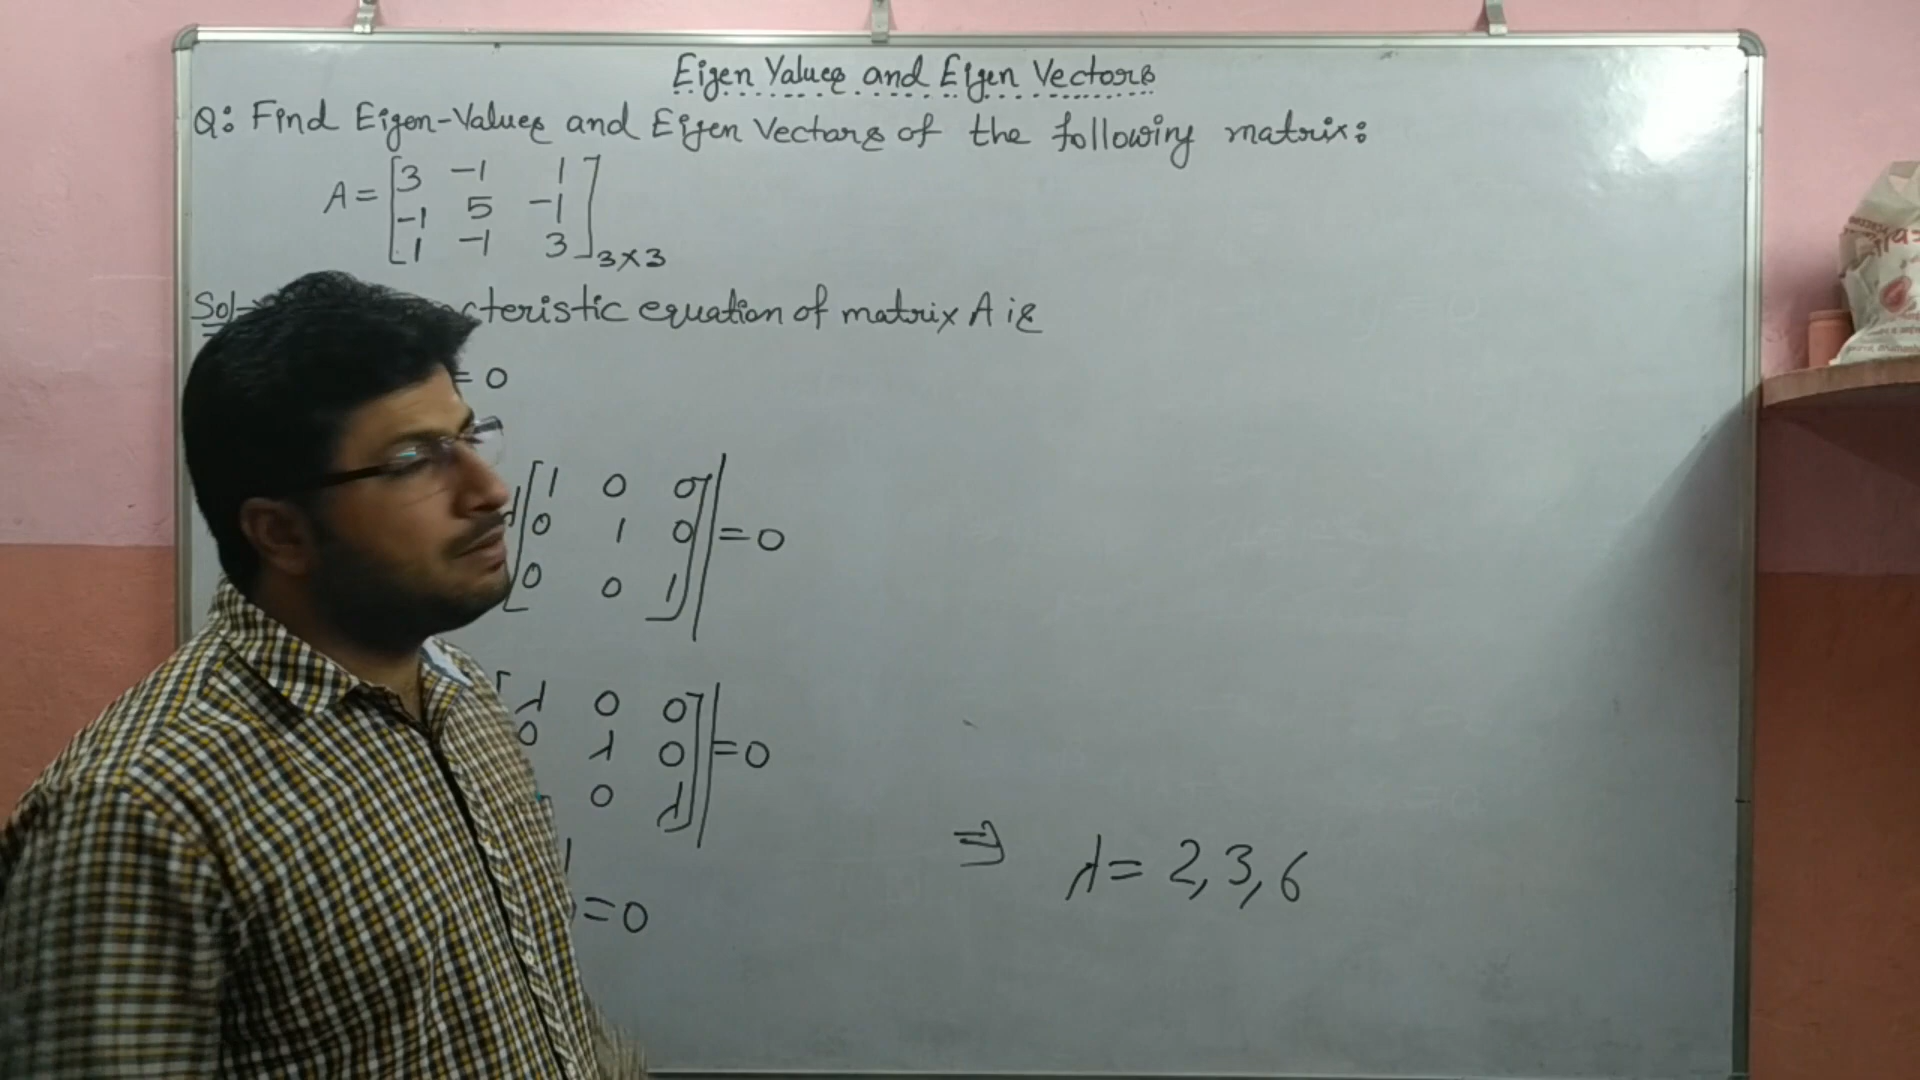 Eigen Values and Eigen Vectors
Q: Find Eigen-Values and Eigen Vectors of the following matrix:
A = [3 -1 1
-1 5 -1
1 -1 3] 3×3
Sol- cteristic equation of matrix A is
= 0
λ [1 0 0
0 1 0
0 0 1] | = 0
[λ 0 0
0 λ 0
0 λ] | = 0
= 0
⇒ λ = 2, 3, 6